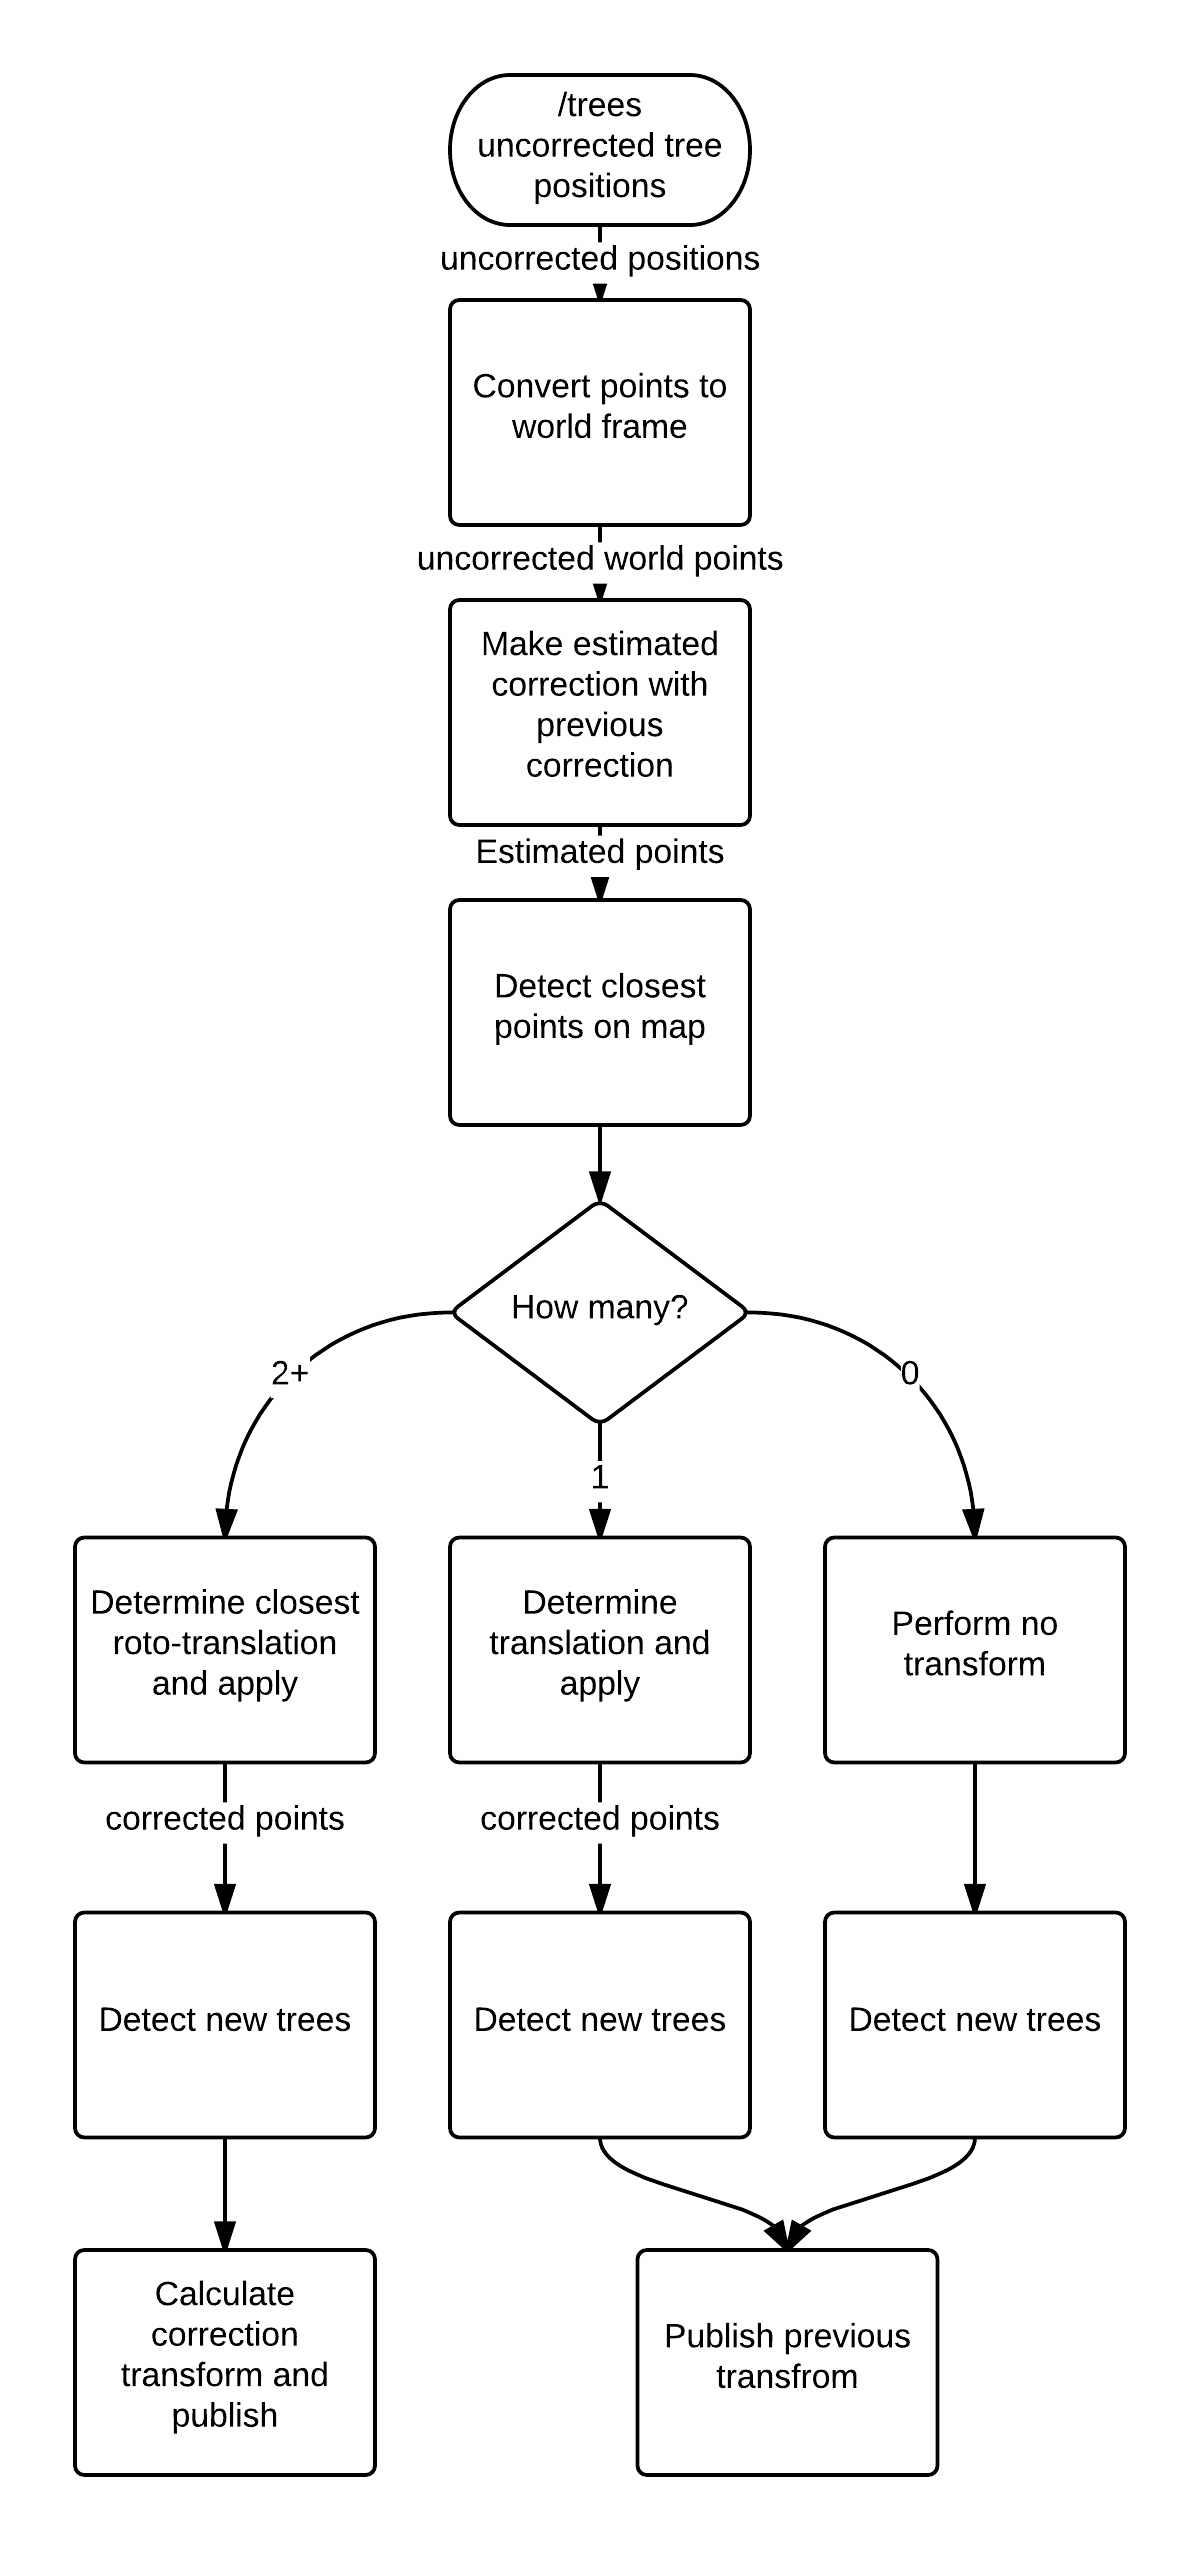 /trees
uncorrected tree
positions
uncorrected positions
Convert points to
world frame
uncorrected world points
Make estimated
correction with
previous
correction
Estimated points
Detect closest
points on map
How many?
2+
0
1
Determine closest
roto-translation
and apply
Determine
translation and
apply
Perform no
transform
corrected points
corrected points
Detect new trees
Detect new trees
Detect new trees
Calculate
correction
transform and
publish
Publish previous
transfrom